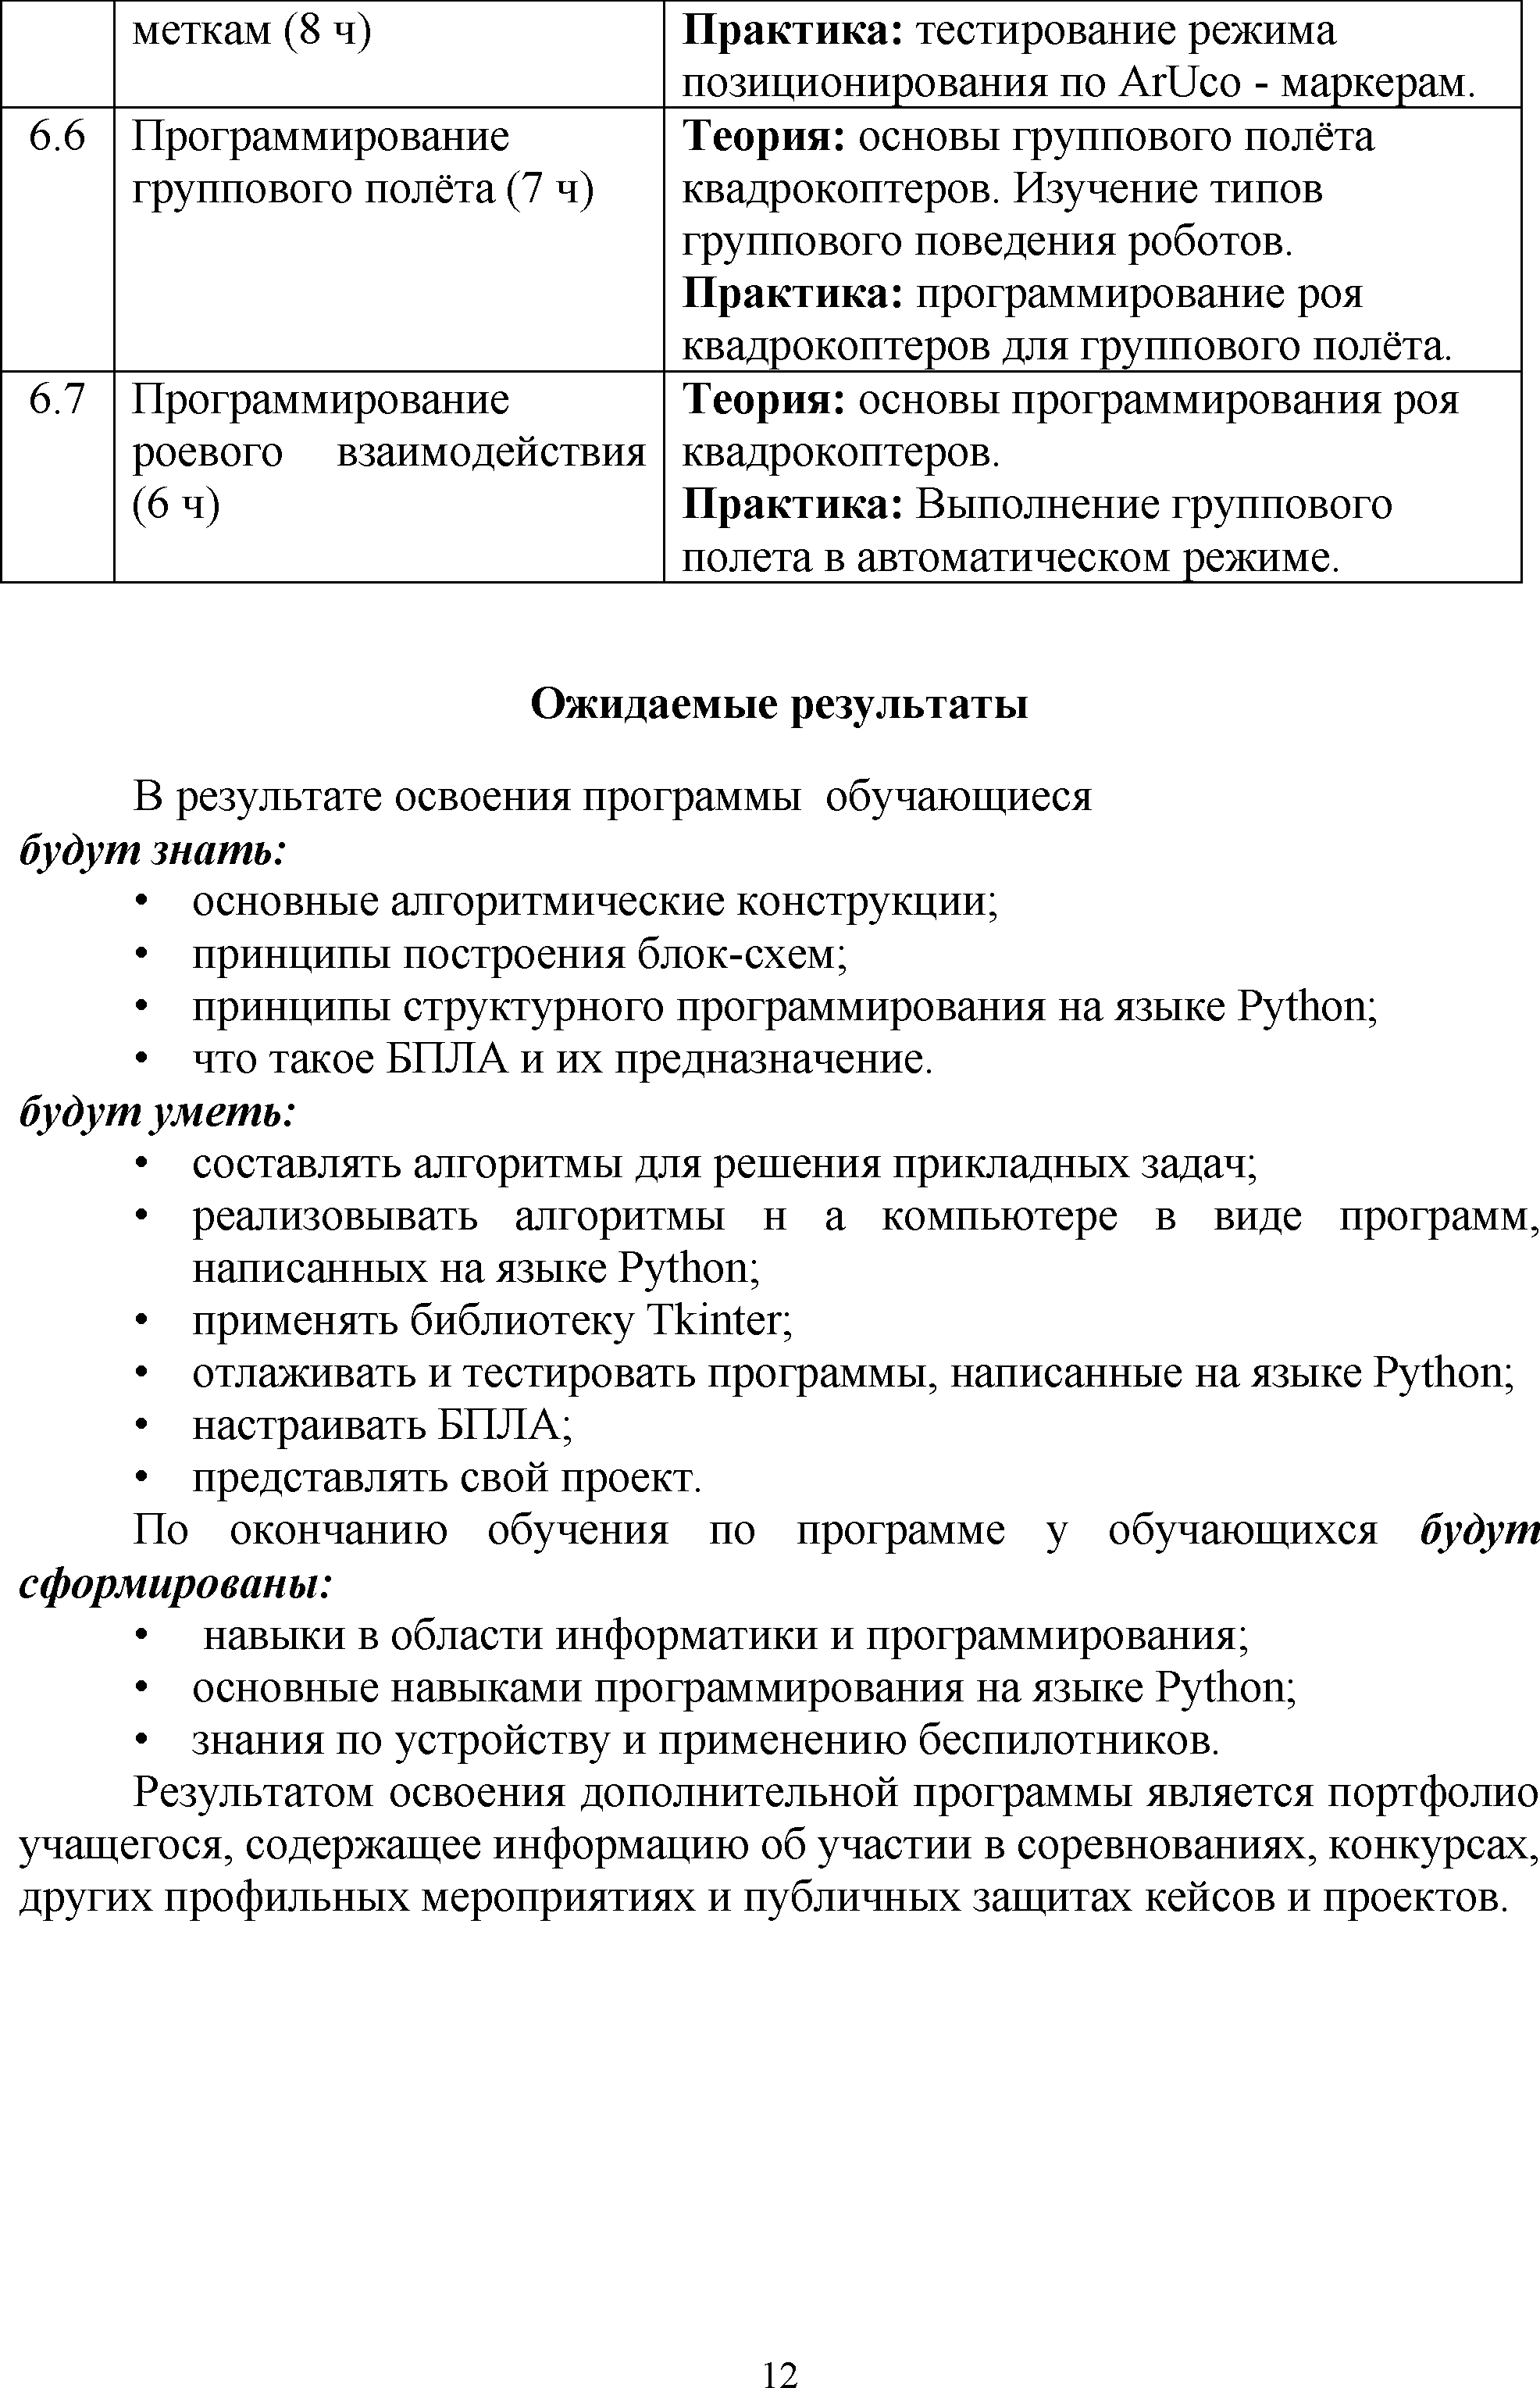 меткам (8 ч)
Практика: тестирование режима
позиционирования по ArUco - маркерам.
6.6
Программирование
группового полёта (7 ч)
Теория: основы группового полёта
квадрокоптеров. Изучение типов
группового поведения роботов.
Практика: программирование роя
квадрокоптеров для группового полёта.
6.7
Программирование
роевого взаимодействия
(6 ч)
Теория: основы программирования роя
квадрокоптеров.
Практика: Выполнение группового
полета в автоматическом режиме.
Ожидаемые результаты
В результате освоения программы обучающиеся
будут знать:
• основные алгоритмические конструкции;
• принципы построения блок-схем;
• принципы структурного программирования на языке Python;
• что такое БПЛА и их предназначение.
будут уметь:
• составлять алгоритмы для решения прикладных задач;
• реализовывать алгоритмы н а компьютере в виде программ,
написанных на языке Python;
• применять библиотеку Tkinter;
• отлаживать и тестировать программы, написанные на языке Python;
• настраивать БПЛА;
• представлять свой проект.
По окончанию обучения по программе у обучающихся будут
сформированы:
• навыки в области информатики и программирования;
• основные навыками программирования на языке Python;
• знания по устройству и применению беспилотников.
Результатом освоения дополнительной программы является портфолио
учащегося, содержащее информацию об участии в соревнованиях, конкурсах,
других профильных мероприятиях и публичных защитах кейсов и проектов.
12